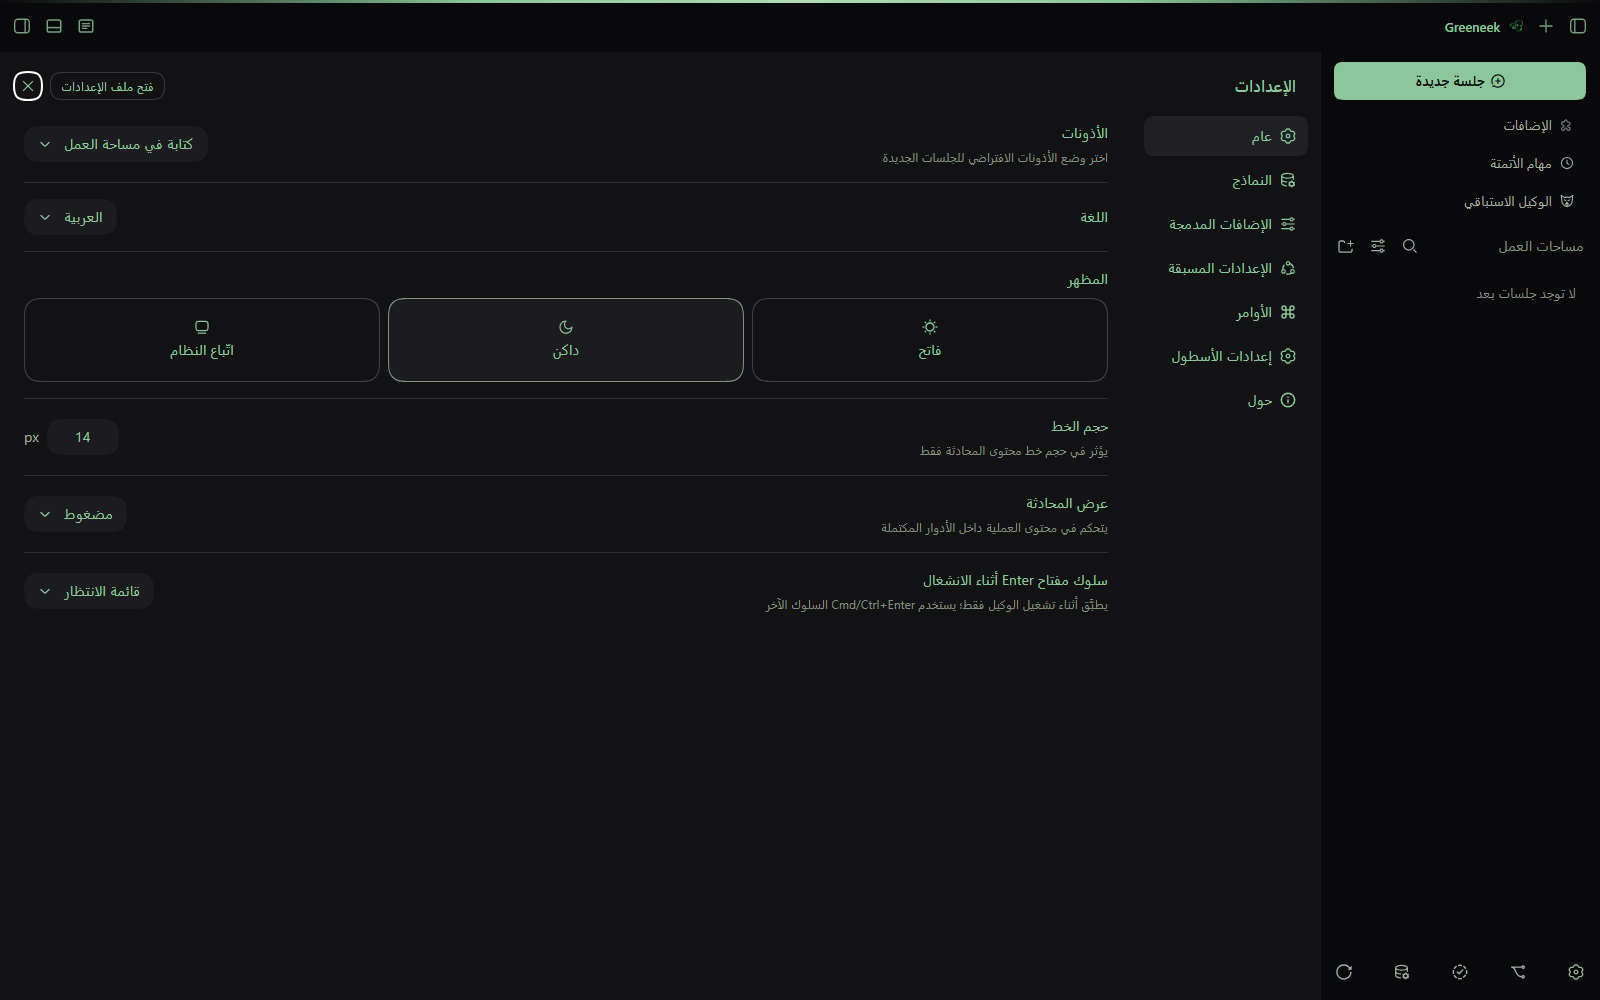 Greeneek
جلسة جديدة
الإضافات
مهام الأتمتة
الوكيل الاستباقي
مساحات العمل
لا توجد جلسات بعد
الإعدادات
فتح ملف الإعدادات
عام
النماذج
الإضافات المدمجة
الإعدادات المسبقة
الأوامر
إعدادات الأسطول
حول
الأذونات
اختر وضع الأذونات الافتراضي للجلسات الجديدة
كتابة في مساحة العمل
اللغة
العربية
المظهر
فاتح
داكن
اتّباع النظام
حجم الخط
يؤثر في حجم خط محتوى المحادثة فقط
14 px
عرض المحادثة
يتحكم في محتوى العملية داخل الأدوار المكتملة
مضغوط
سلوك مفتاح Enter أثناء الانشغال
يطبَّق أثناء تشغيل الوكيل فقط؛ يستخدم Cmd/Ctrl+Enter السلوك الآخر
قائمة الانتظار